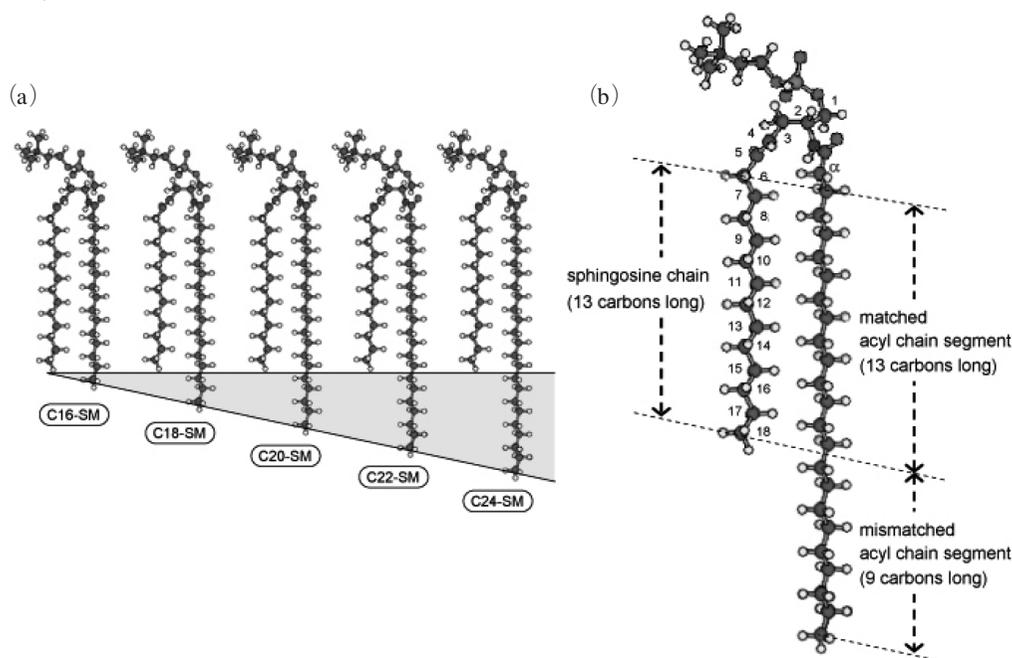 (a)
C16-SM
C18-SM
C20-SM
C22-SM
C24-SM
(b)
1
2
3
4
5
α
6
7
8
9
10
11
12
13
14
15
16
17
18
sphingosine chain
(13 carbons long)
matched
acyl chain segment
(13 carbons long)
mismatched
acyl chain segment
(9 carbons long)